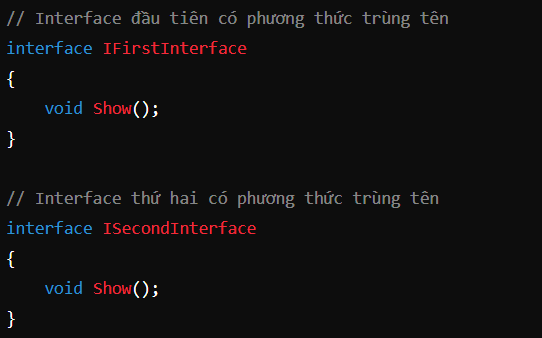 // Interface đầu tiên có phương thức trùng tên
interface IFirstInterface
{
    void Show();
}

// Interface thứ hai có phương thức trùng tên
interface ISecondInterface
{
    void Show();
}